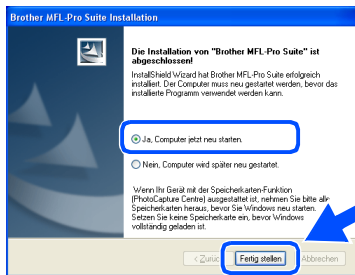 Brother MFL-Pro Suite Installation
Die Installation von "Brother MFL-Pro Suite" ist
abgeschlossen!
InstallShield Wizard hat Brother MFL-Pro Suite erfolgreich
installiert. Der Computer muss neu gestartet werden, bevor das
installierte Programm verwendet werden kann.
Ja, Computer jetzt neu starten.
Nein, Computer wird später neu gestartet.
Wenn Ihr Gerät mit der Speicherkarten-Funktion
(PhotoCapture Centre) ausgestattet ist, nehmen Sie bitte
Speicherkarten heraus, bevor Sie Windows neu starten.
Setzen Sie keine Speicherkarte ein, bevor Windows
vollständig geladen ist.
Fertig stellen Abbrechen